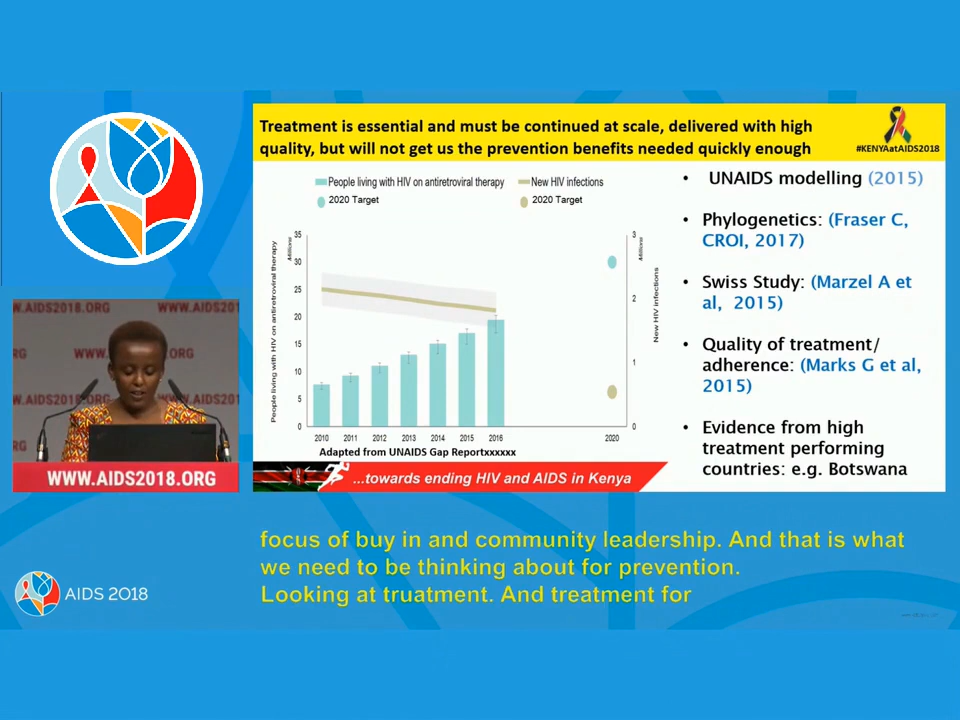 Treatment is essential and must be continued at scale, delivered with high
quality, but will not get us the prevention benefits needed quickly enough
#KENYAatAIDS2018
People living with HIV on antiretroviral therapy
New HIV infections
2020 Target
2020 Target
People living with HIV on antiretroviral therapy
Millions
35
30
25
20
15
10
5
0
2010 2011 2012 2013 2014 2015 2016 2020
3
2
1
0
Millions
New HIV infections
Adapted from UNAIDS Gap Reportxxxxxx
...towards ending HIV and AIDS in Kenya
• UNAIDS modelling (2015)
• Phylogenetics: (Fraser C,
CROI, 2017)
• Swiss Study: (Marzel A et
al, 2015)
• Quality of treatment/
adherence: (Marks G et al,
2015)
• Evidence from high
treatment performing
countries: e.g. Botswana
W.AIDS2018.ORG
WWW.AIDS2018
RG
WWW.
ORG
W.AIDS2018
AIDS2018.O
RG
ORG
WWW.AIDS2018.ORG
focus of buy in and community leadership. And that is what
we need to be thinking about for prevention.
Looking at truatment. And treatment for
AIDS 2018